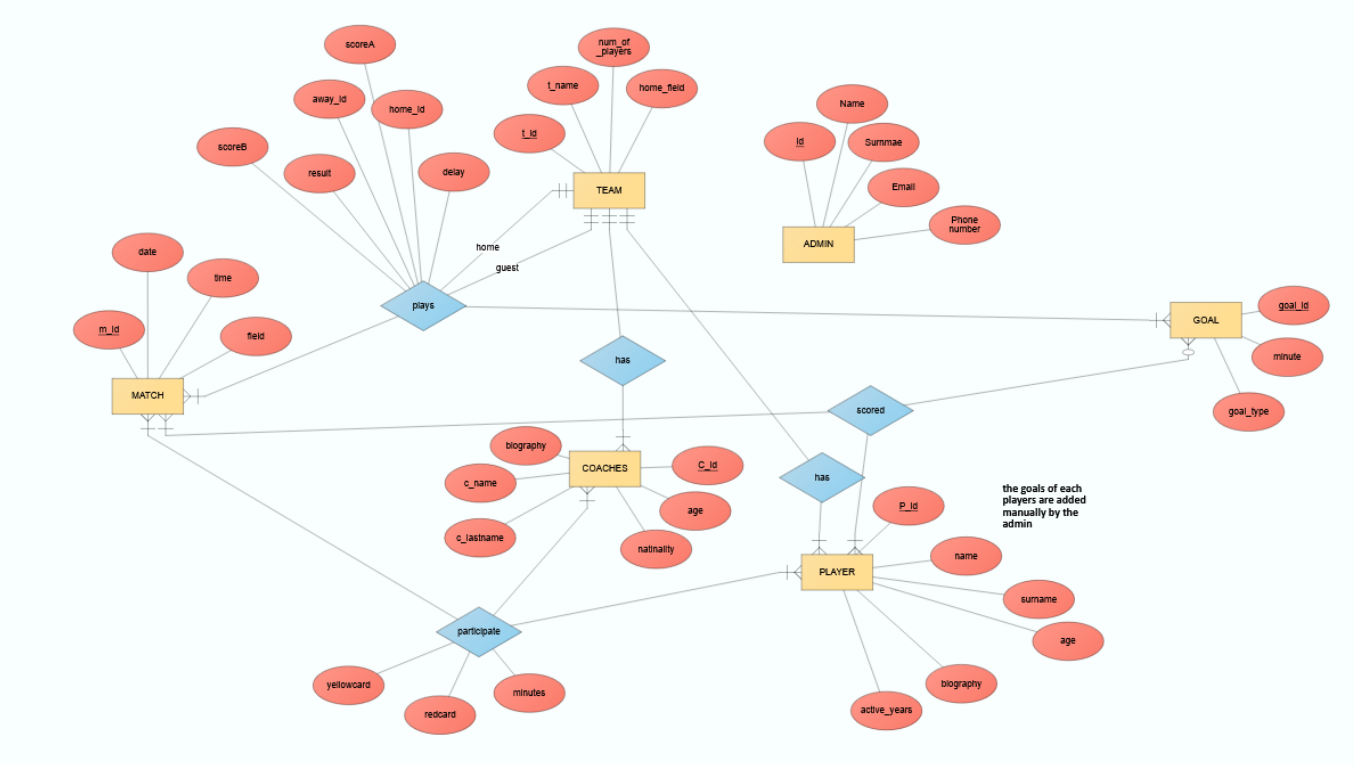 scoreA
num_of
_players
t_name
home_field
away_id
home_id
Name
t_id
id
Surnmae
scoreB
result
delay
Email
TEAM
Phone
number
ADMIN
home
guest
date
time
plays
goal_id
m_id
field
GOAL
minute
has
MATCH
scored
goal_type
biography
COACHES
C_id
c_name
has
the goals of each
players are added
manually by the
admin
P_id
age
c_lastname
natinality
name
PLAYER
surname
participate
age
yellowcard
minutes
biography
redcard
active_years